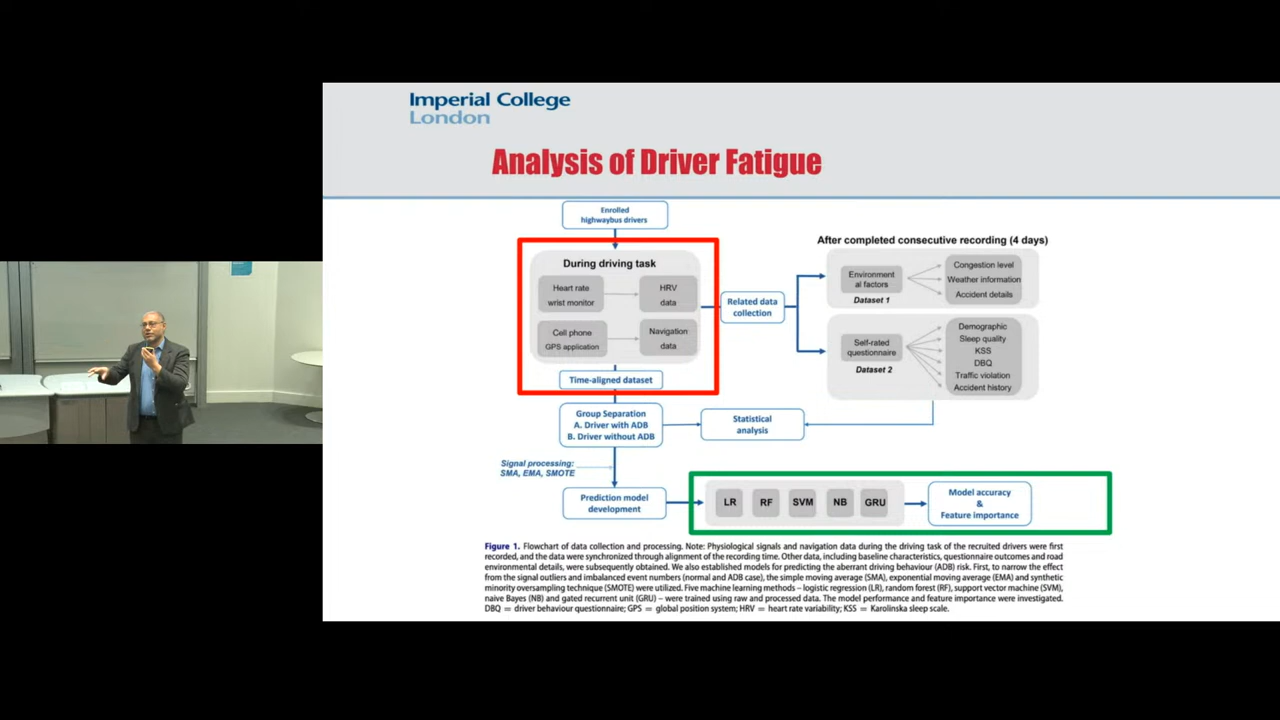 Imperial College
London
Analysis of Driver Fatigue
Enrolled
highwaybus drivers
During driving task
Heart rate
wrist monitor
HRV
data
Cell phone
GPS application
Navigation
data
Time-aligned dataset
Related data
collection
After completed consecutive recording (4 days)
Environment
al factors
Dataset 1
Congestion level
Weather information
Accident details
Self-rated
questionnaire
Dataset 2
Demographic
Sleep quality
KSS
DBQ
Traffic violation
Accident history
Group Separation
A. Driver with ADB
B. Driver without ADB
Statistical
analysis
Signal processing:
SMA, EMA, SMOTE
Prediction model
development
LR
RF
SVM
NB
GRU
Model accuracy
&
Feature importance
Figure 1. Flowchart of data collection and processing. Note: Physiological signals and navigation data during the driving task of the recruited drivers were first
recorded, and the data were synchronized through alignment of the recording time. Other data, including baseline characteristics, questionnaire outcomes and road
environmental details, were subsequently obtained. We also established models for predicting the aberrant driving behaviour (ADB) risk. First, to narrow the effect
from the signal outliers and imbalanced event numbers (normal and ADB case), the simple moving average (SMA), exponential moving average (EMA) and synthetic
minority oversampling technique (SMOTE) were utilized. Five machine learning methods – logistic regression (LR), random forest (RF), support vector machine (SVM),
naive Bayes (NB) and gated recurrent unit (GRU) – were trained using raw and processed data. The model performance and feature importance were investigated.
DBQ = driver behaviour questionnaire; GPS = global position system; HRV = heart rate variability; KSS = Karolinska sleep scale.